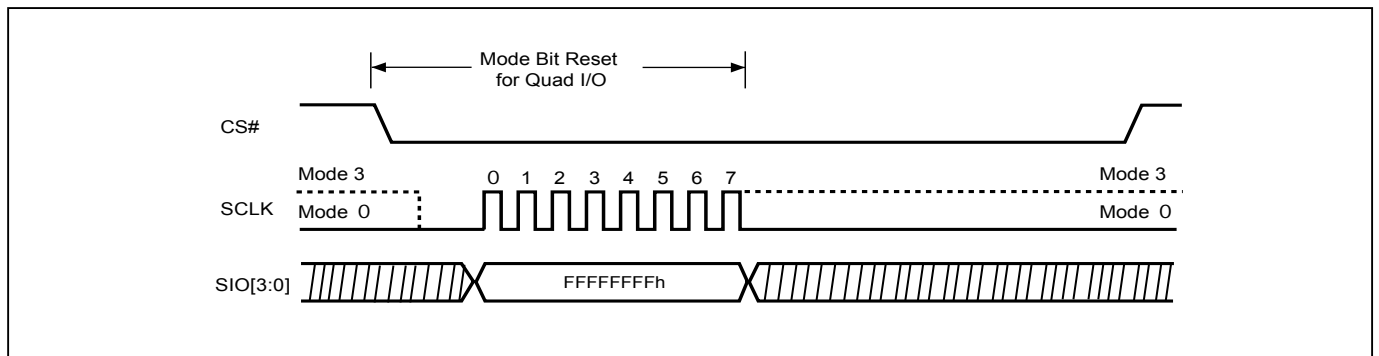 Mode Bit Reset
for Quad I/O
CS#
Mode 3
0 1 2 3 4 5 6 7
Mode 3
SCLK
Mode 0
Mode 0
SIO[3:0]
FFFFFFFFh